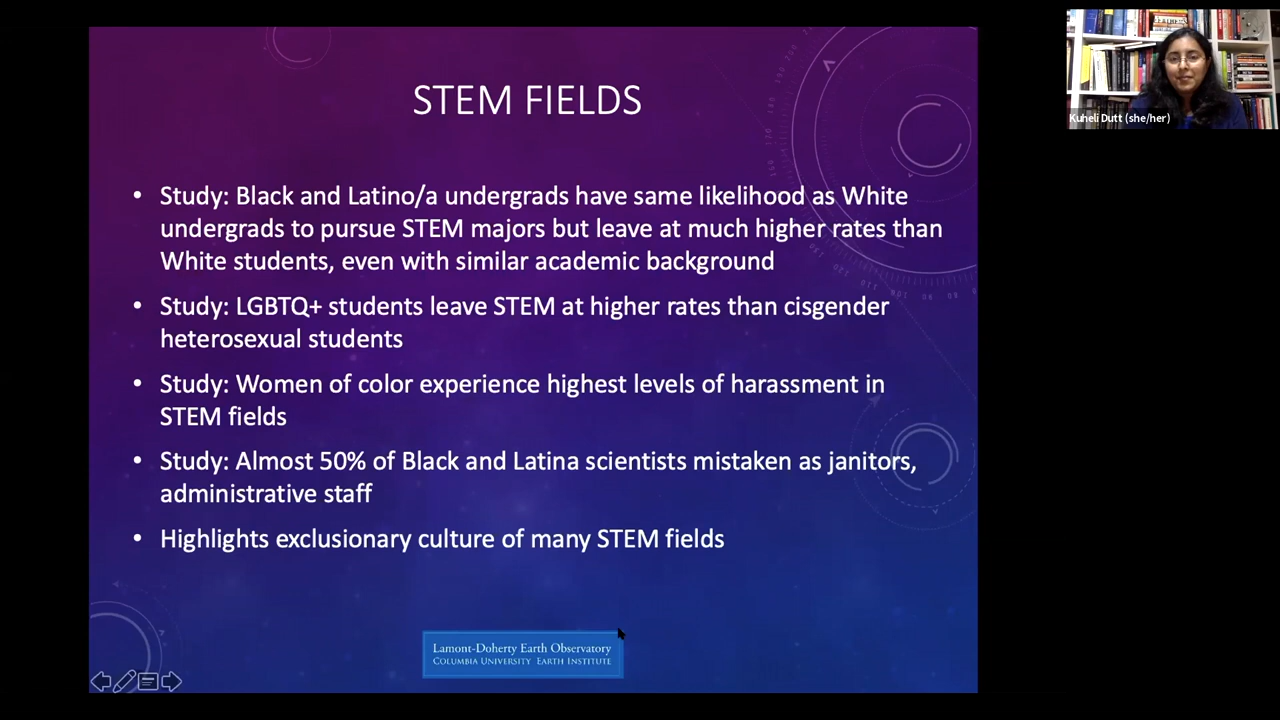 STEM FIELDS
• Study: Black and Latino/a undergrads have same likelihood as White
undergrads to pursue STEM majors but leave at much higher rates than
White students, even with similar academic background
• Study: LGBTQ+ students leave STEM at higher rates than cisgender
heterosexual students
• Study: Women of color experience highest levels of harassment in
STEM fields
• Study: Almost 50% of Black and Latina scientists mistaken as janitors,
administrative staff
• Highlights exclusionary culture of many STEM fields
Lamont-Doherty Earth Observatory
COLUMBIA UNIVERSITY EARTH INSTITUTE
Kuheli Dutt (she/her)